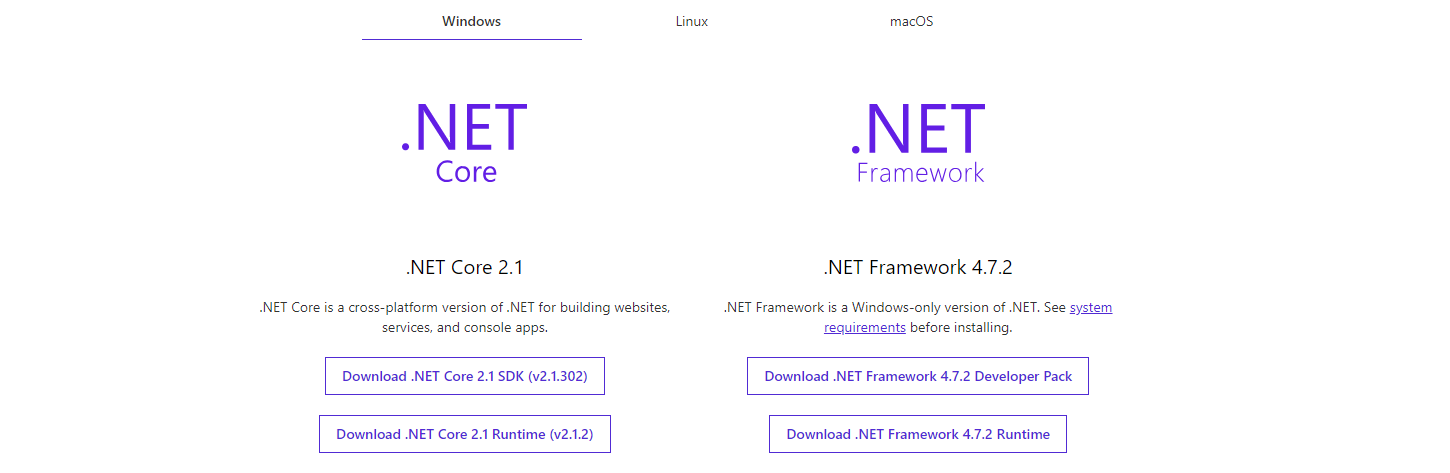 Windows
Linux
macOS
.NET
Core
.NET
Framework
.NET Core 2.1
.NET Core is a cross-platform version of .NET for building websites,
services, and console apps.
Download .NET Core 2.1 SDK (v2.1.302)
Download .NET Core 2.1 Runtime (v2.1.2)
.NET Framework 4.7.2
.NET Framework is a Windows-only version of .NET. See system
requirements before installing.
Download .NET Framework 4.7.2 Developer Pack
Download .NET Framework 4.7.2 Runtime